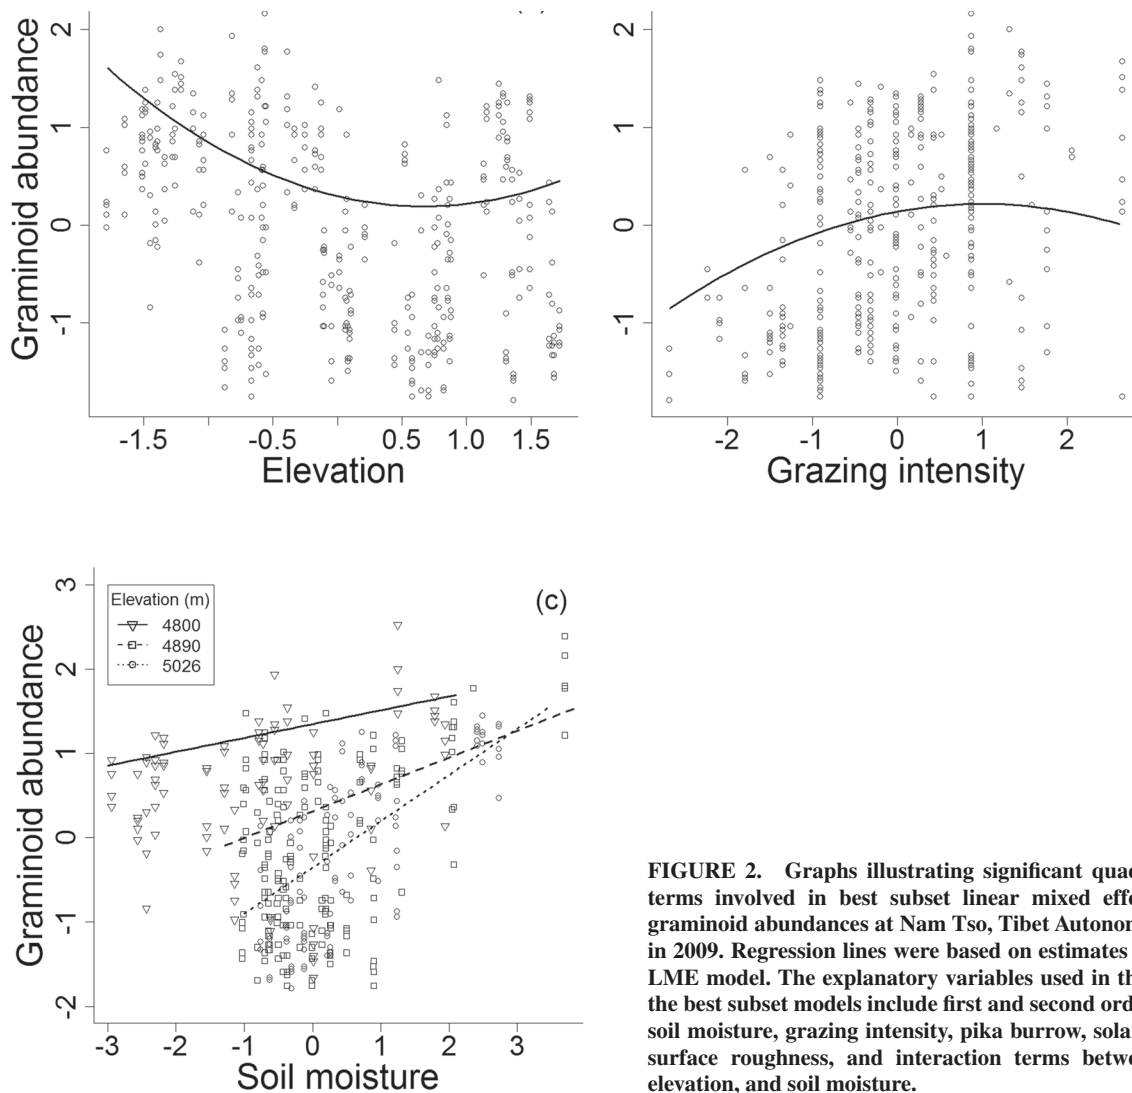 Graminoid abundance
2
1
0
-1
-1.5
-0.5
0.5
1.0
1.5
Elevation
2
1
0
-1
-2
-1
0
1
2
Grazing intensity
Graminoid abundance
3
2
1
0
-1
-2
Elevation (m)
4800
4890
5026
(c)
-3
-2
-1
0
1
2
3
Soil moisture
FIGURE 2. Graphs illustrating significant quad
terms involved in best subset linear mixed effe
graminoid abundances at Nam Tso, Tibet Autonon
in 2009. Regression lines were based on estimates
LME model. The explanatory variables used in th
the best subset models include first and second ord
soil moisture, grazing intensity, pika burrow, sola
surface roughness, and interaction terms betw
elevation, and soil moisture.